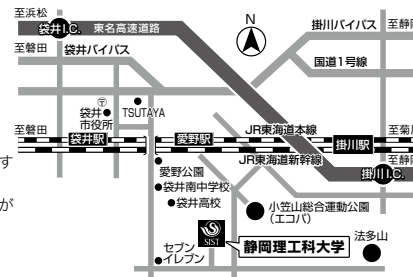 至浜松
袋井I.C.
東名高速道路
N
掛川バイパス
至静
至磐田
袋井バイパス
国道1号線
〒
袋井
市役所
TSUTAYA
至磐田
袋井駅
愛野駅
JR東海道本線
掛川駅
至菊
す
JR東海道新幹線
至静
愛野公園
掛川I.C.
袋井南中学校
が
袋井高校
小笠山総合運動公園
(エコパ)
SIST
静岡理工科大学
法多山
セブン
イレブン